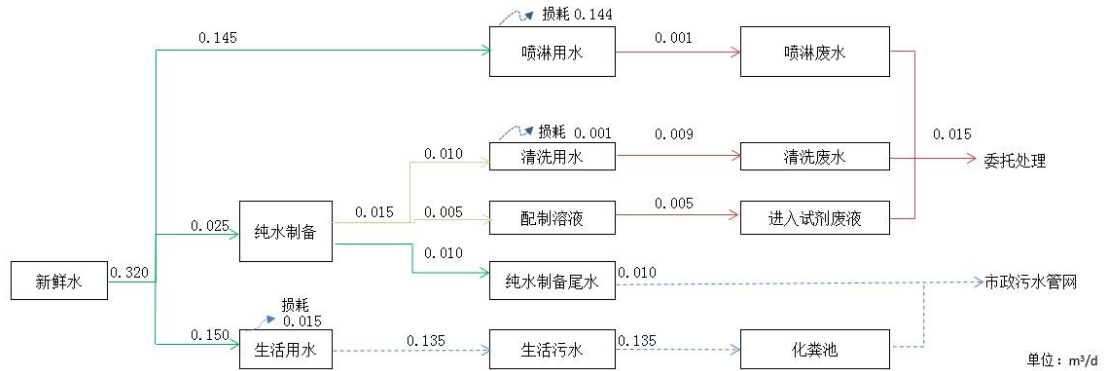 损耗 0.144
0.145
喷淋用水
0.001
喷淋废水
损耗 0.001
0.009
0.015
0.010
清洗用水
清洗废水
委托处理
0.015
0.005
配制溶液
0.005
进入试剂废液
0.025
纯水制备
0.010
新鲜水
0.320
纯水制备尾水
0.010
市政污水管网
损耗
0.015
0.150
生活用水
0.135
生活污水
0.135
化粪池
单位：m³/d